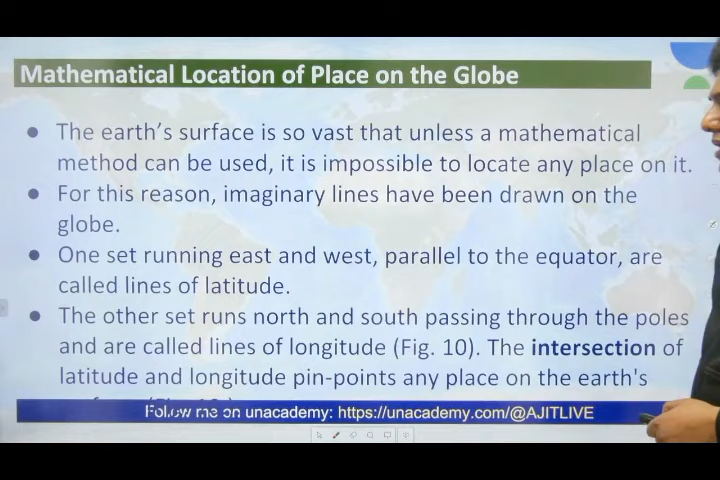 Mathematical Location of Place on the Globe
● The earth's surface is so vast that unless a mathematical
method can be used, it is impossible to locate any place on it.
● For this reason, imaginary lines have been drawn on the
globe.
● One set running east and west, parallel to the equator, are
called lines of latitude.
● The other set runs north and south passing through the poles
and are called lines of longitude (Fig. 10). The intersection of
latitude and longitude pin-points any place on the earth's
Follow me on unacademy: https://unacademy.com/@AJITLIVE